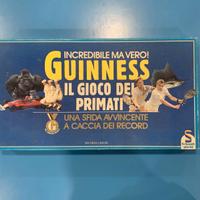 INCREDIBILE MA VERO!
GUINNESS
IL GIOCO DEI
PRIMATI
UNA SFIDA AVVINCENTE
A CACCIA DEI RECORD
S